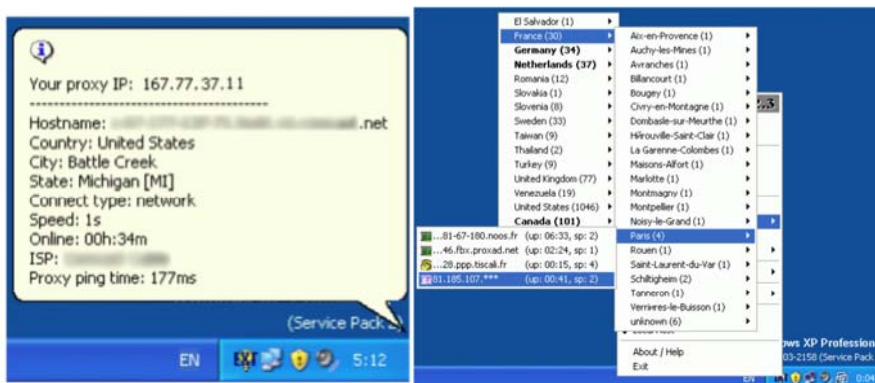 Your proxy IP: 167.77.37.11
----------------------------------------
Hostname: .net
Country: United States
City: Battle Creek
State: Michigan [MI]
Connect type: network
Speed: 1s
Online: 00h:34m
ISP:
Proxy ping time: 177ms
(Service Pack
EN
5:12
El Salvador (1)
France (30)
Germany (34)
Netherlands (37)
Romania (12)
Slovakia (1)
Slovenia (8)
Sweden (33)
Taiwan (9)
Thailand (2)
Turkey (9)
United Kingdom (77)
Venezuela (19)
United States (1046)
Canada (101)
Aix-en-Provence (1)
Auchy-les-Mines (1)
Avranches (1)
Billancourt (1)
Bougey (1)
Civry-en-Montagne (1)
Dombasle-sur-Meurthe (1)
Hérouville-Saint-Clair (1)
La Garenne-Colombes (1)
Maisons-Alfort (1)
Marlotte (1)
Montmagny (1)
Montpellier (1)
Noisy-le-Grand (1)
Paris (4)
Rouen (1)
Saint-Laurent-du-Var (1)
Schiltigheim (2)
Tanneron (1)
Verrières-le-Buisson (1)
unknown (6)
...81-67-180.noos.fr (up: 06:33, sp: 2)
...46.fbx.proxad.net (up: 02:24, sp: 1)
...28.ppp.tiscali.fr (up: 00:15, sp: 4)
81.185.107.*** (up: 00:41, sp: 2)
2.3
About / Help
Exit
ows XP Profession
03-2158 (Service Pack
EN
0:04